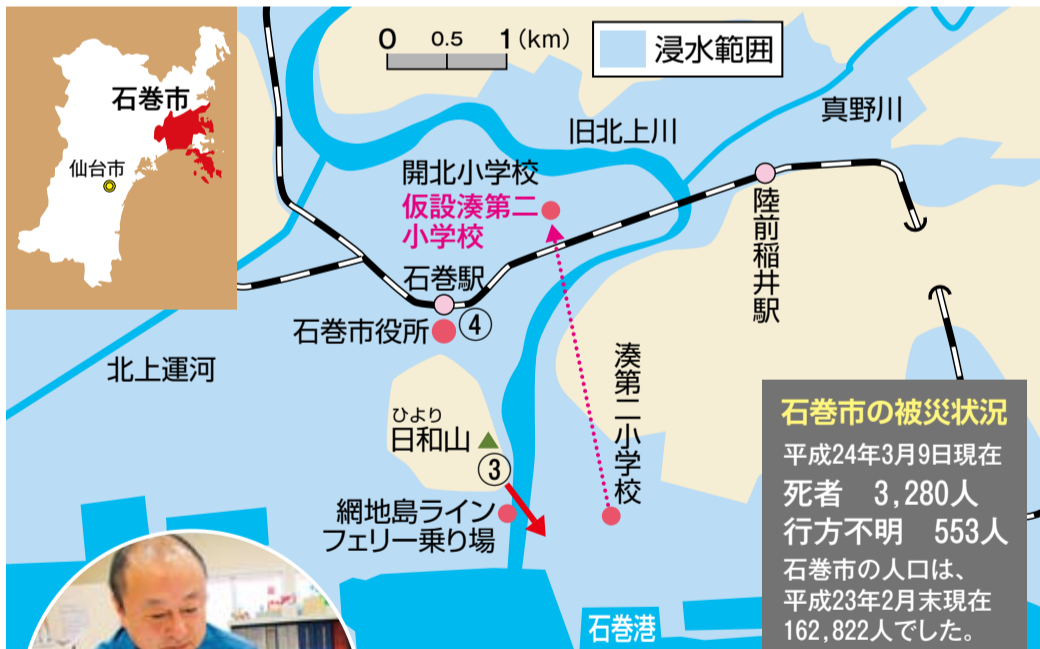 石巻市
仙台市
0 0.5 1(km)
浸水範囲
旧北上川
真野川
開北小学校
仮設湊第二
小学校
陸前稲井駅
石巻駅
石巻市役所
④
北上運河
ひより
日和山
③
湊第二小学校
網地島ライン
フェリー乗り場
石巻港
石巻市の被災状況
平成24年3月9日現在
死者 3,280人
行方不明 553人
石巻市の人口は、
平成23年2月末現在
162,822人でした。